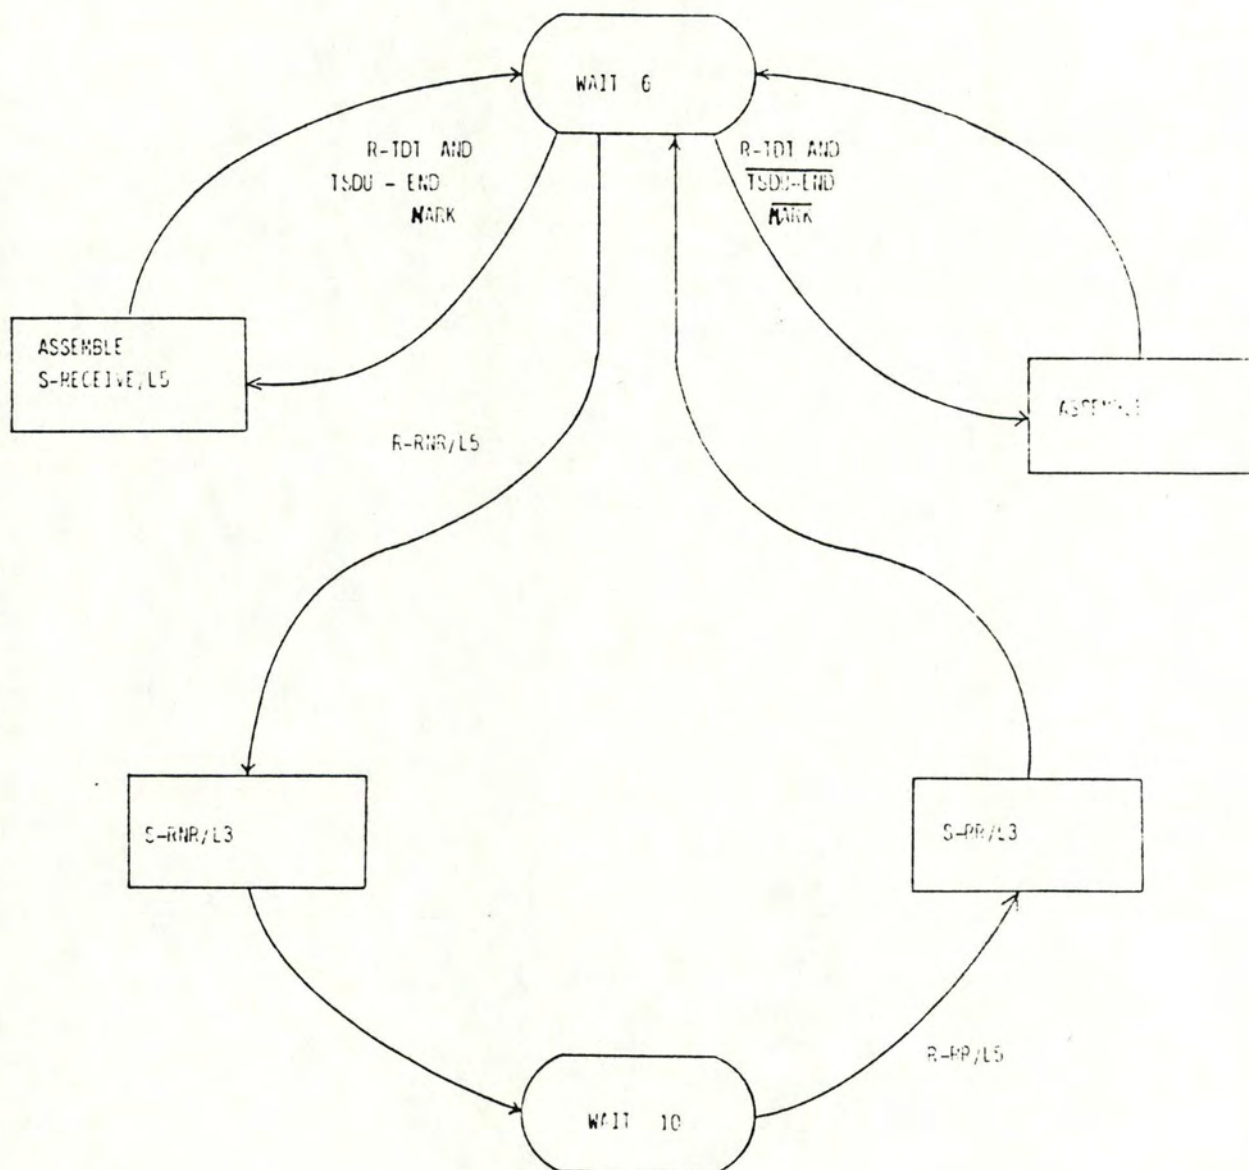 WAIT 6
R-TDT AND
TSDU - END
MARK
R-TDT AND
TSDU-END
MARK
ASSEMBLE
S-RECEIVE/L5
ASSEMBLE
R-RNR/L5
S-RNR/L3
S-RR/L3
R-RR/L5
WAIT 10